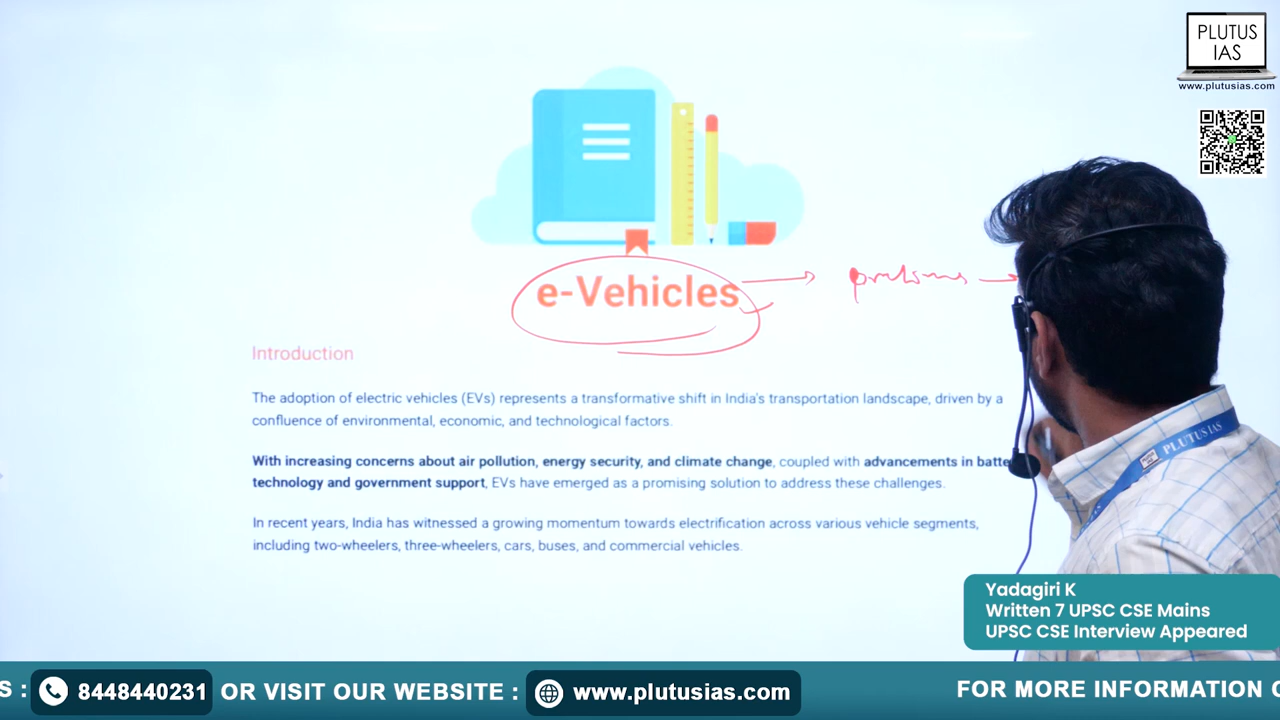 PLUTUS
IAS
www.plutusias.com
e-Vehicles
Introduction
The adoption of electric vehicles (EVs) represents a transformative shift in India's transportation landscape, driven by a
confluence of environmental, economic, and technological factors.
With increasing concerns about air pollution, energy security, and climate change, coupled with advancements in batte
technology and government support, EVs have emerged as a promising solution to address these challenges.
In recent years, India has witnessed a growing momentum towards electrification across various vehicle segments,
including two-wheelers, three-wheelers, cars, buses, and commercial vehicles.
PLUTUS IAS
Yadagiri K
Written 7 UPSC CSE Mains
UPSC CSE Interview Appeared
S : 8448440231 OR VISIT OUR WEBSITE : www.plutusias.com FOR MORE INFORMATION C